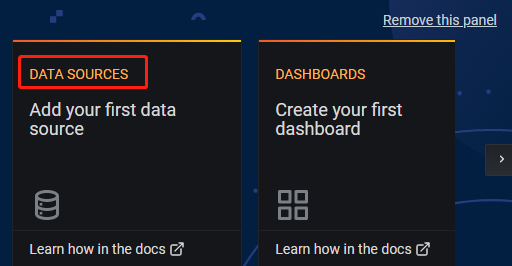 Remove this panel
DATA SOURCES
Add your first data
source
Learn how in the docs
DASHBOARDS
Create your first
dashboard
Learn how in the docs